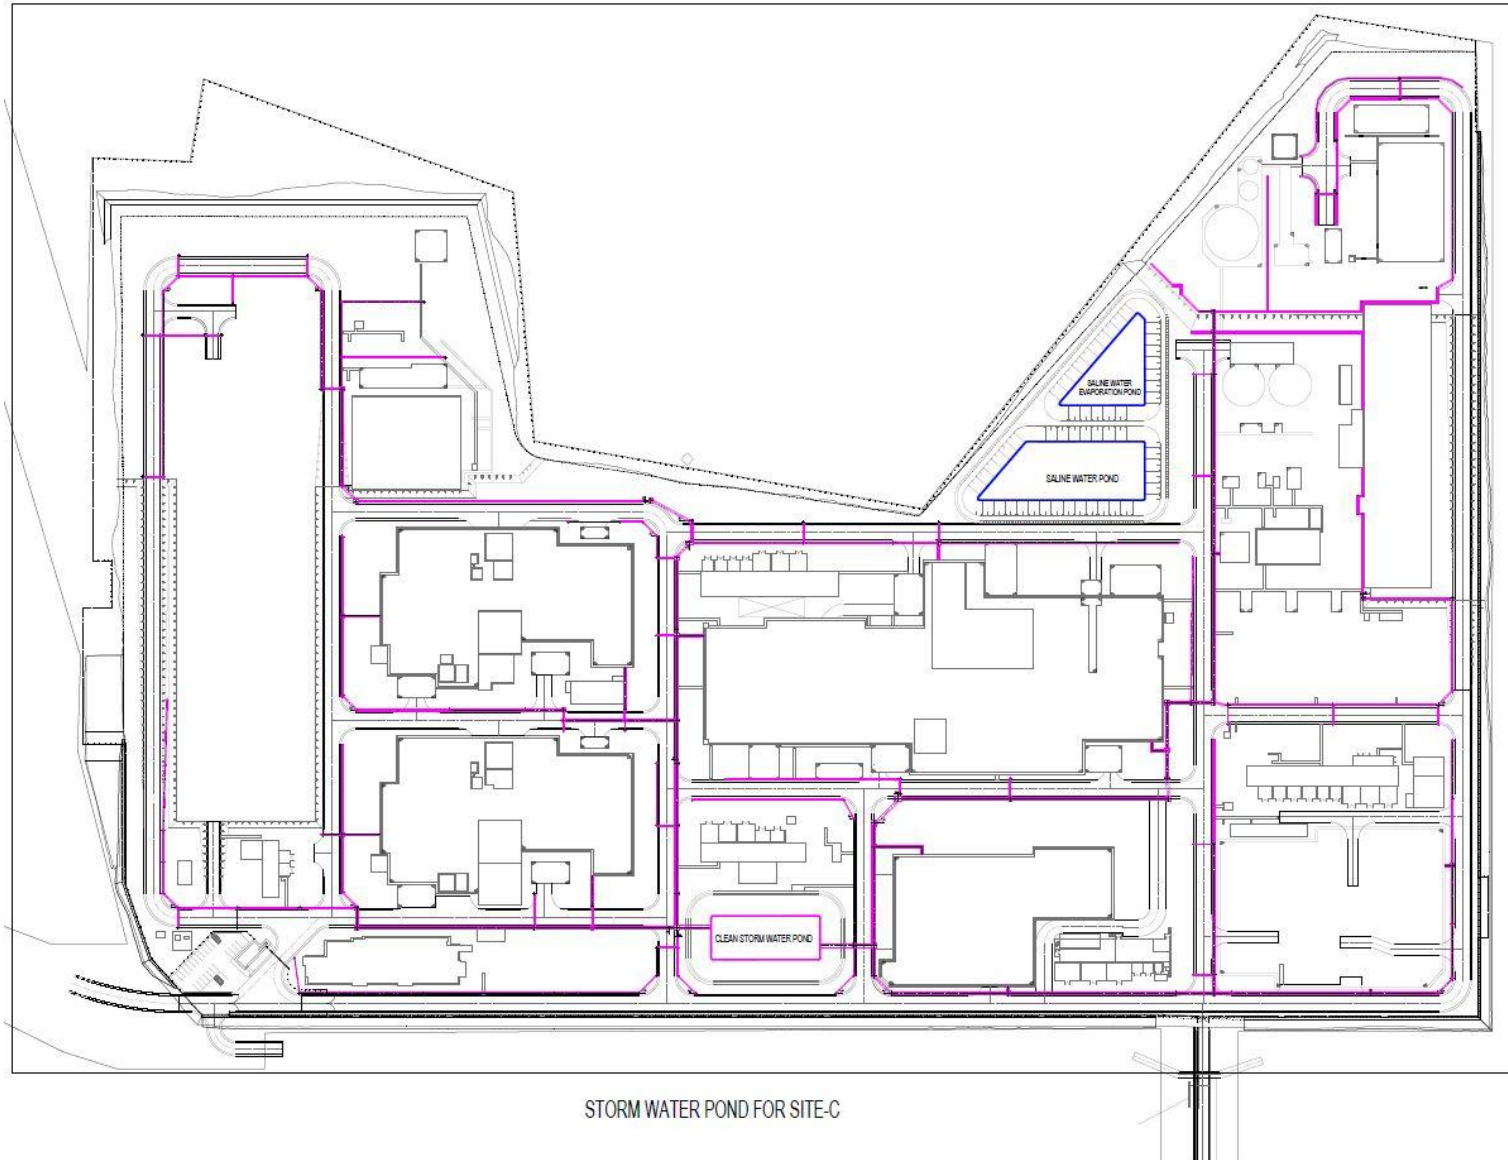 SALINE WATER
EVAPORATION POND
SALINE WATER POND
CLEAN STORM WATER POND
STORM WATER POND FOR SITE-C